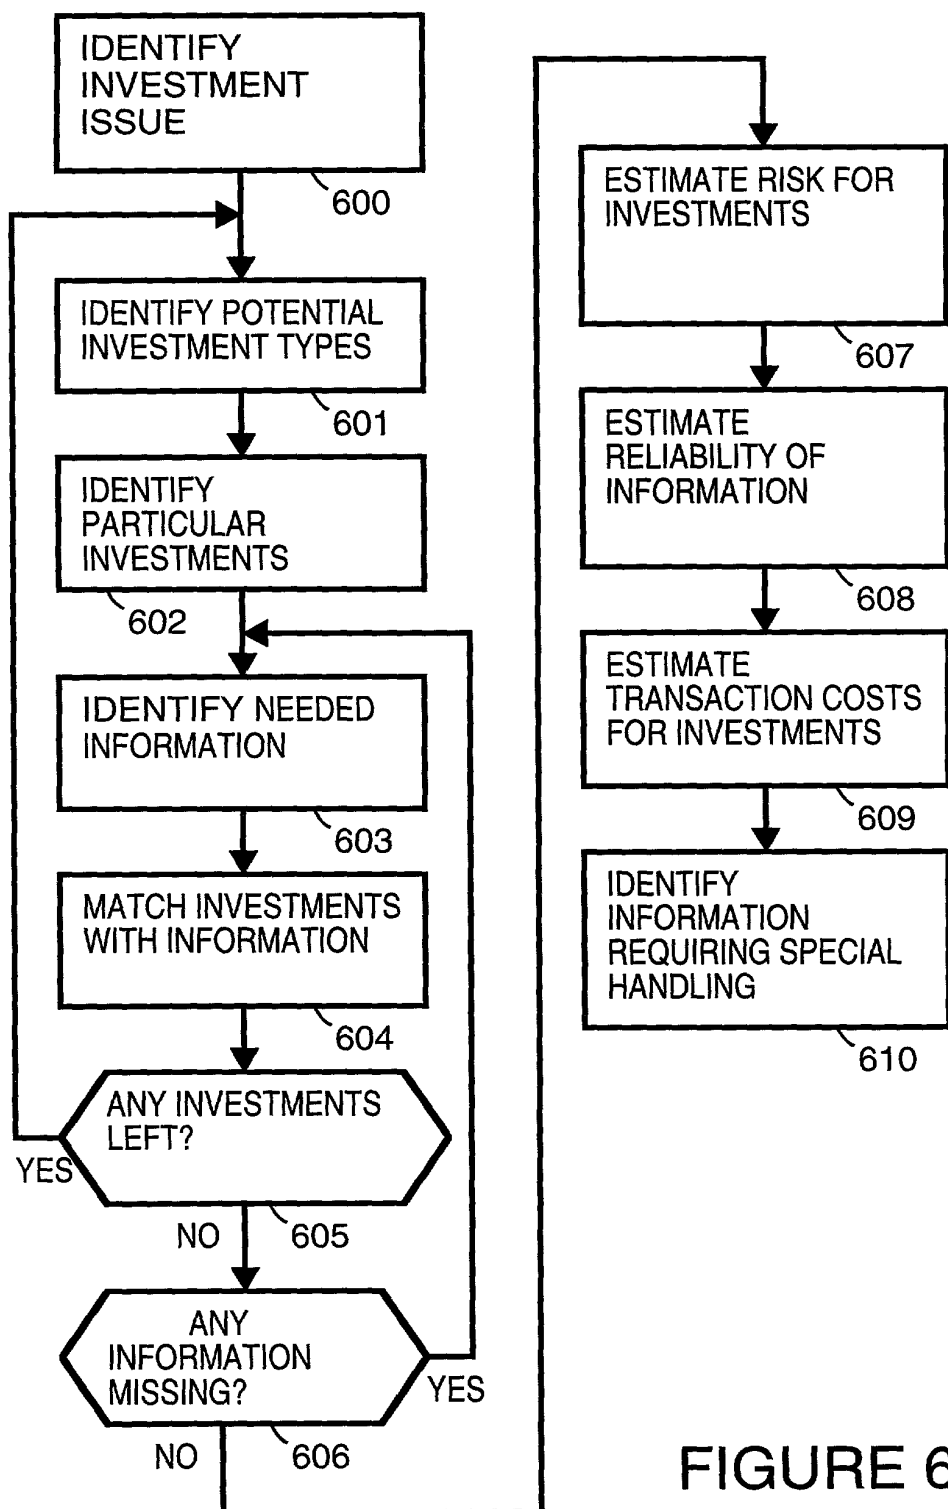 IDENTIFY
INVESTMENT
ISSUE
600
IDENTIFY POTENTIAL
INVESTMENT TYPES
601
IDENTIFY
PARTICULAR
INVESTMENTS
602
IDENTIFY NEEDED
INFORMATION
603
MATCH INVESTMENTS
WITH INFORMATION
604
ANY INVESTMENTS
LEFT?
YES
NO
605
ANY
INFORMATION
MISSING?
YES
NO
606
ESTIMATE RISK FOR
INVESTMENTS
607
ESTIMATE
RELIABILITY OF
INFORMATION
608
ESTIMATE
TRANSACTION COSTS
FOR INVESTMENTS
609
IDENTIFY
INFORMATION
REQUIRING SPECIAL
HANDLING
610
FIGURE 6